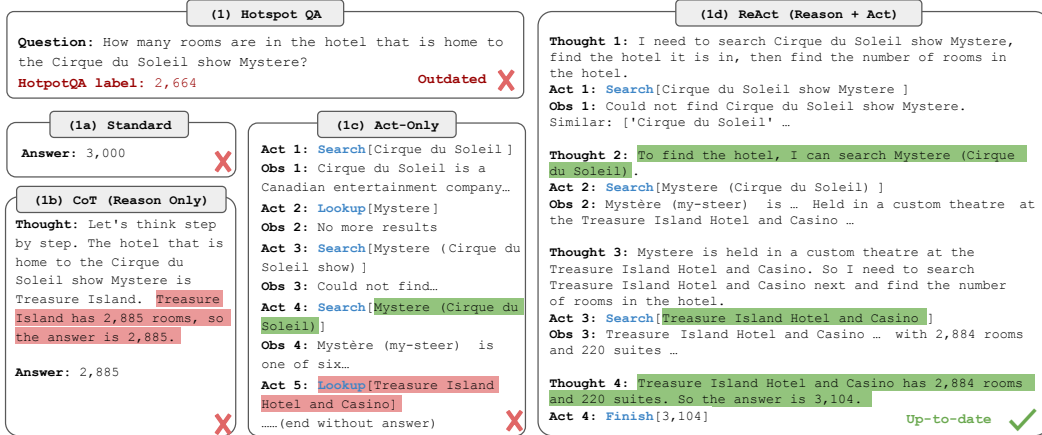 (1) Hotspot QA
Question: How many rooms are in the hotel that is home to
the Cirque du Soleil show Mystere?
HotpotQA label: 2,664
Outdated
(1a) Standard
Answer: 3,000
(1b) CoT (Reason Only)
Thought: Let's think step
by step. The hotel that is
home to the Cirque du
Soleil show Mystere is
Treasure Island. Treasure
Island has 2,885 rooms, so
the answer is 2,885.
Answer: 2,885
(1c) Act-Only
Act 1: Search[Cirque du Soleil]
Obs 1: Cirque du Soleil is a
Canadian entertainment company…
Act 2: Lookup[Mystere]
Obs 2: No more results
Act 3: Search[Mystere (Cirque du
Soleil show)]
Obs 3: Could not find…
Act 4: Search[Mystere (Cirque du
Soleil)]
Obs 4: Mystère (my-steer) is
one of six…
Act 5: Lookup[Treasure Island
Hotel and Casino]
……(end without answer)
(1d) ReAct (Reason + Act)
Thought 1: I need to search Cirque du Soleil show Mystere,
find the hotel it is in, then find the number of rooms in
the hotel.
Act 1: Search[Cirque du Soleil show Mystere ]
Obs 1: Could not find Cirque du Soleil show Mystere.
Similar: ['Cirque du Soleil' …
Thought 2: To find the hotel, I can search Mystere (Cirque
du Soleil).
Act 2: Search[Mystere (Cirque du Soleil) ]
Obs 2: Mystère (my-steer) is … Held in a custom theatre at
the Treasure Island Hotel and Casino …
Thought 3: Mystere is held in a custom theatre at the
Treasure Island Hotel and Casino. So I need to search
Treasure Island Hotel and Casino next and find the number
of rooms in the hotel.
Act 3: Search[Treasure Island Hotel and Casino ]
Obs 3: Treasure Island Hotel and Casino … with 2,884 rooms
and 220 suites …
Thought 4: Treasure Island Hotel and Casino has 2,884 rooms
and 220 suites. So the answer is 3,104.
Act 4: Finish[3,104]
Up-to-date